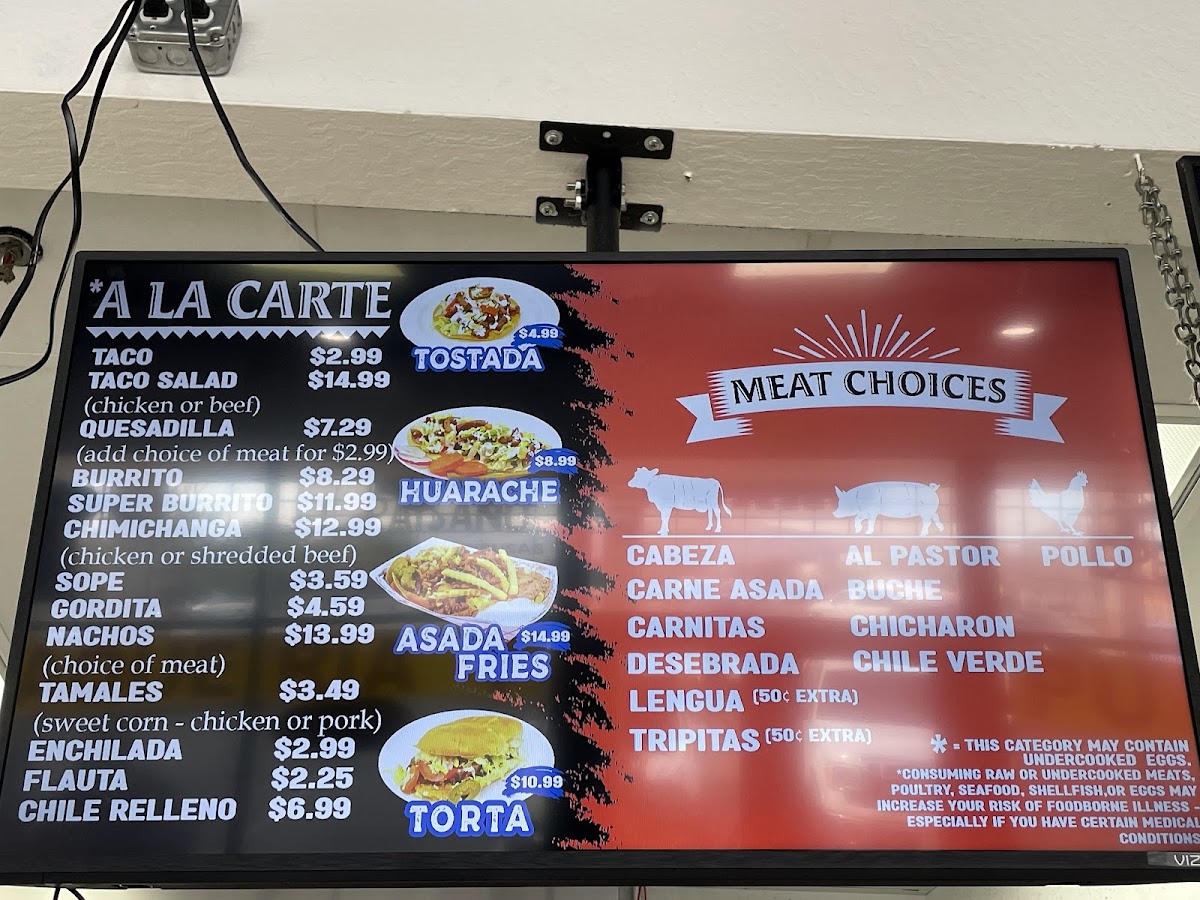 *A LA CARTE
TACO $2.99
TACO SALAD $14.99
(chicken or beef)
QUESADILLA $7.29
(add choice of meat for $2.99)
BURRITO $8.29
SUPER BURRITO $11.99
CHIMICHANGA $12.99
(chicken or shredded beef)
SOPE $3.59
GORDITA $4.59
NACHOS $13.99
(choice of meat)
TAMALES $3.49
(sweet corn - chicken or pork)
ENCHILADA $2.99
FLAUTA $2.25
CHILE RELLENO $6.99
$4.99
TOSTADA
$8.99
HUARACHE
ASADA $14.99
FRIES
$10.99
TORTA
MEAT CHOICES
CABEZA AL PASTOR POLLO
CARNE ASADA BUCHE
CARNITAS CHICHARON
DESEBRADA CHILE VERDE
LENGUA (50¢ EXTRA)
TRIPITAS (50¢ EXTRA)
* = THIS CATEGORY MAY CONTAIN
UNDERCOOKED EGGS.
*CONSUMING RAW OR UNDERCOOKED MEATS,
POULTRY, SEAFOOD, SHELLFISH,OR EGGS MAY
INCREASE YOUR RISK OF FOODBORNE ILLNESS -
ESPECIALLY IF YOU HAVE CERTAIN MEDICAL
CONDITIONS
VIZ